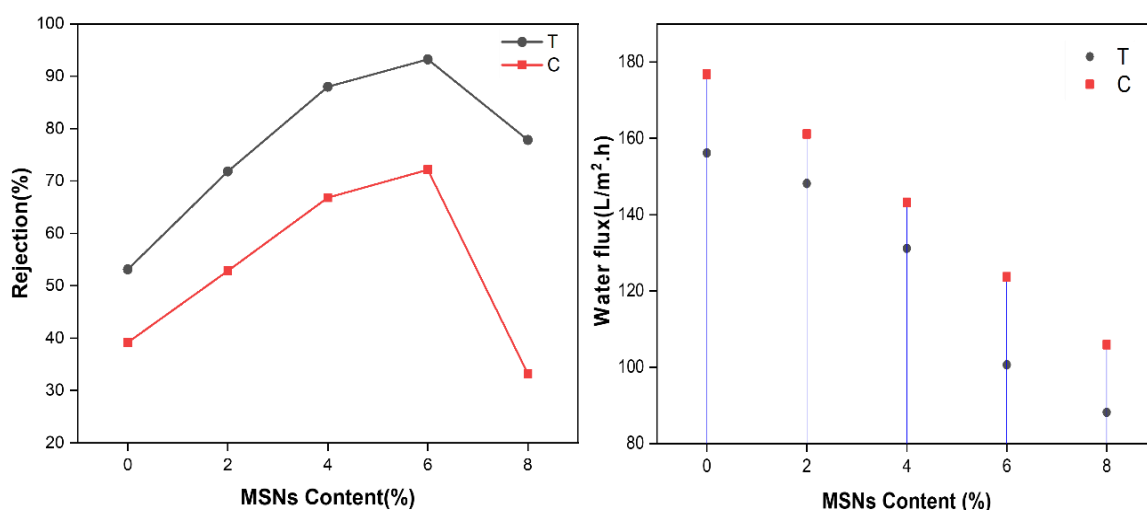 100
90
80
70
60
50
40
30
20
0 2 4 6 8
Rejection(%)
MSNs Content(%)
T
C
180
160
140
120
100
80
0 2 4 6 8
Water flux(L/m².h)
MSNs Content (%)
T
C